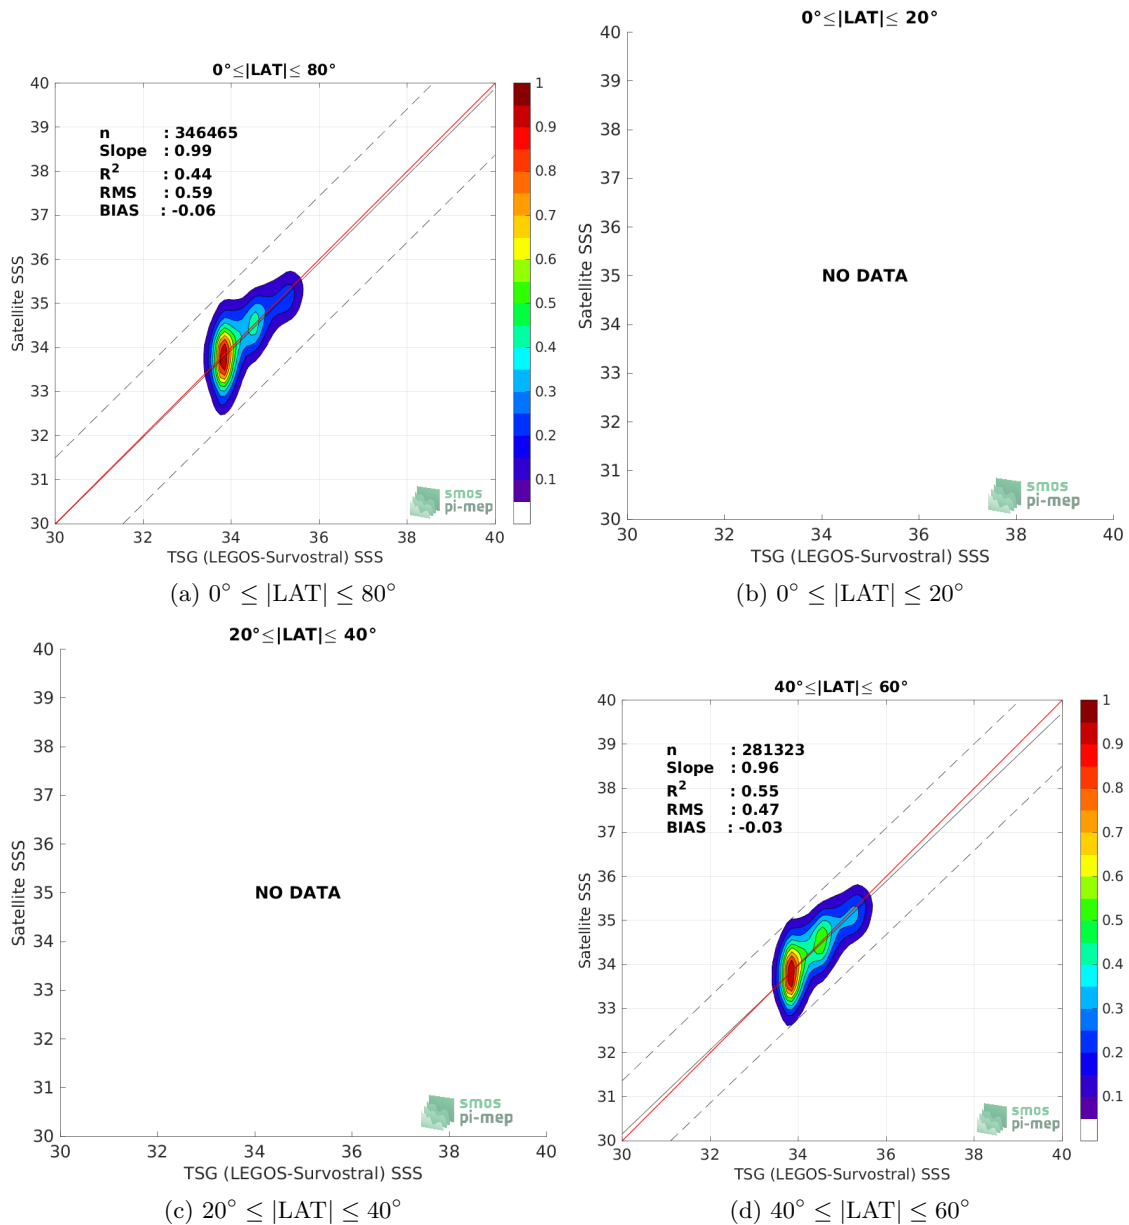 0°≤|LAT|≤ 80°
40
39
38
37
36
35
34
33
32
31
30
Satellite SSS
n : 346465
Slope : 0.99
R² : 0.44
RMS : 0.59
BIAS : -0.06
1
0.9
0.8
0.7
0.6
0.5
0.4
0.3
0.2
0.1
smos
pi-mep
30 32 34 36 38 40
TSG (LEGOS-Survostral) SSS
(a) 0° ≤ |LAT| ≤ 80°
0°≤|LAT|≤ 20°
40
39
38
37
36
35
34
33
32
31
30
Satellite SSS
NO DATA
smos
pi-mep
30 32 34 36 38 40
TSG (LEGOS-Survostral) SSS
(b) 0° ≤ |LAT| ≤ 20°
20°≤|LAT|≤ 40°
40
39
38
37
36
35
34
33
32
31
30
Satellite SSS
NO DATA
smos
pi-mep
30 32 34 36 38 40
TSG (LEGOS-Survostral) SSS
(c) 20° ≤ |LAT| ≤ 40°
40°≤|LAT|≤ 60°
40
39
38
37
36
35
34
33
32
31
30
Satellite SSS
n : 281323
Slope : 0.96
R² : 0.55
RMS : 0.47
BIAS : -0.03
1
0.9
0.8
0.7
0.6
0.5
0.4
0.3
0.2
0.1
smos
pi-mep
30 32 34 36 38 40
TSG (LEGOS-Survostral) SSS
(d) 40° ≤ |LAT| ≤ 60°